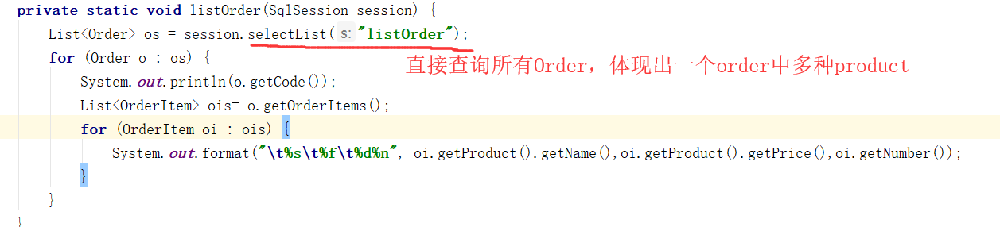 private static void listOrder(SqlSession session) {
List<Order> os = session.selectList( s: "listOrder");
直接查询所有Order，体现出一个order中多种product
for (Order o : os) {
System.out.println(o.getCode());
List<OrderItem> ois= o.getOrderItems();
for (OrderItem oi : ois) {
System.out.format("\t%s\t%f\t%d%n", oi.getProduct().getName(),oi.getProduct().getPrice(),oi.getNumber());
}
}
}